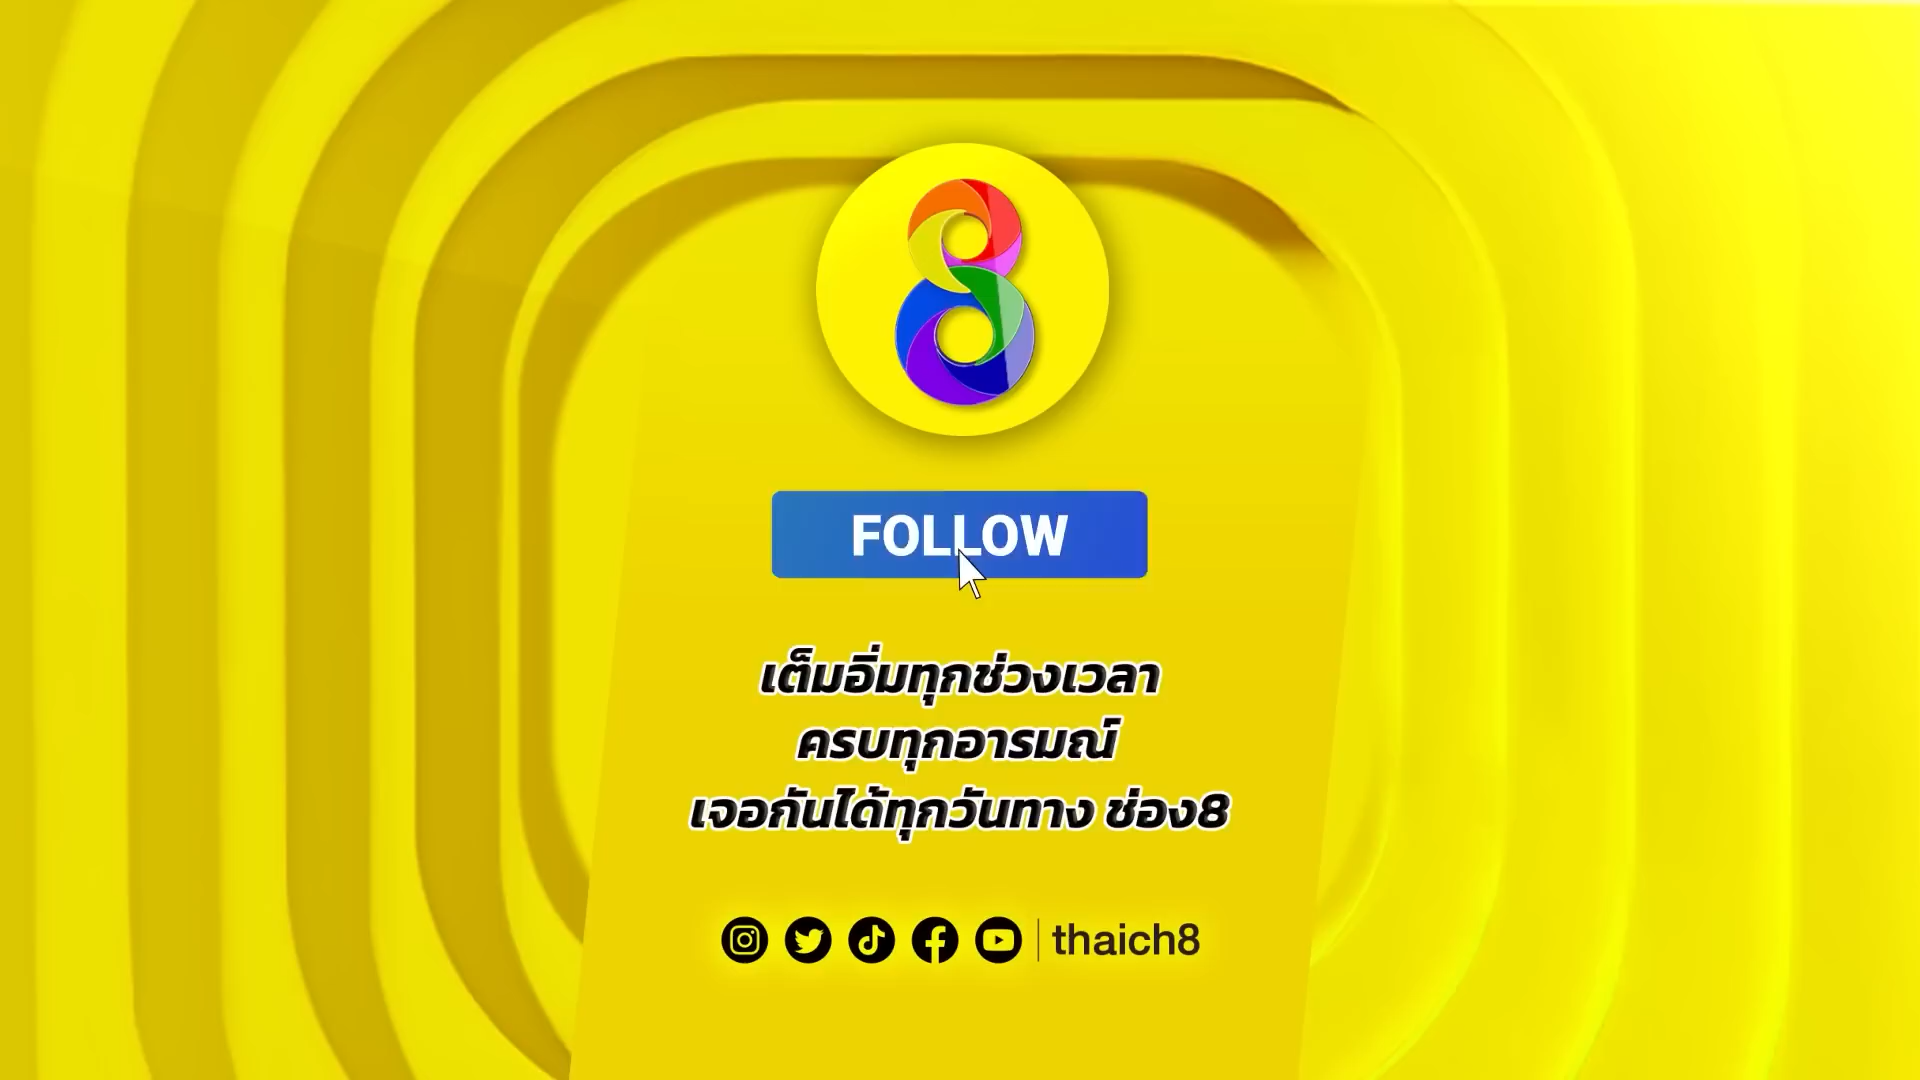 8
FOLLOW
เต็มอิ่มทุกช่วงเวลา
ครบทุกอารมณ์
เจอกันได้ทุกวันทาง ช่อง8
thaich8